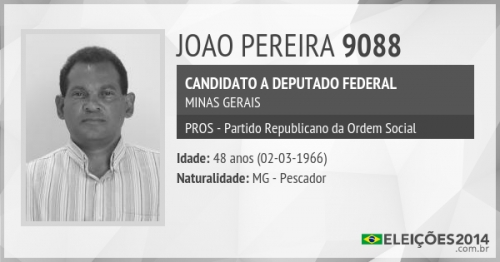 JOAO PEREIRA 9088
CANDIDATO A DEPUTADO FEDERAL
MINAS GERAIS
PROS - Partido Republicano da Ordem Social
Idade: 48 anos (02-03-1966)
Naturalidade: MG - Pescador
ELEIÇÕES2014
.com.br